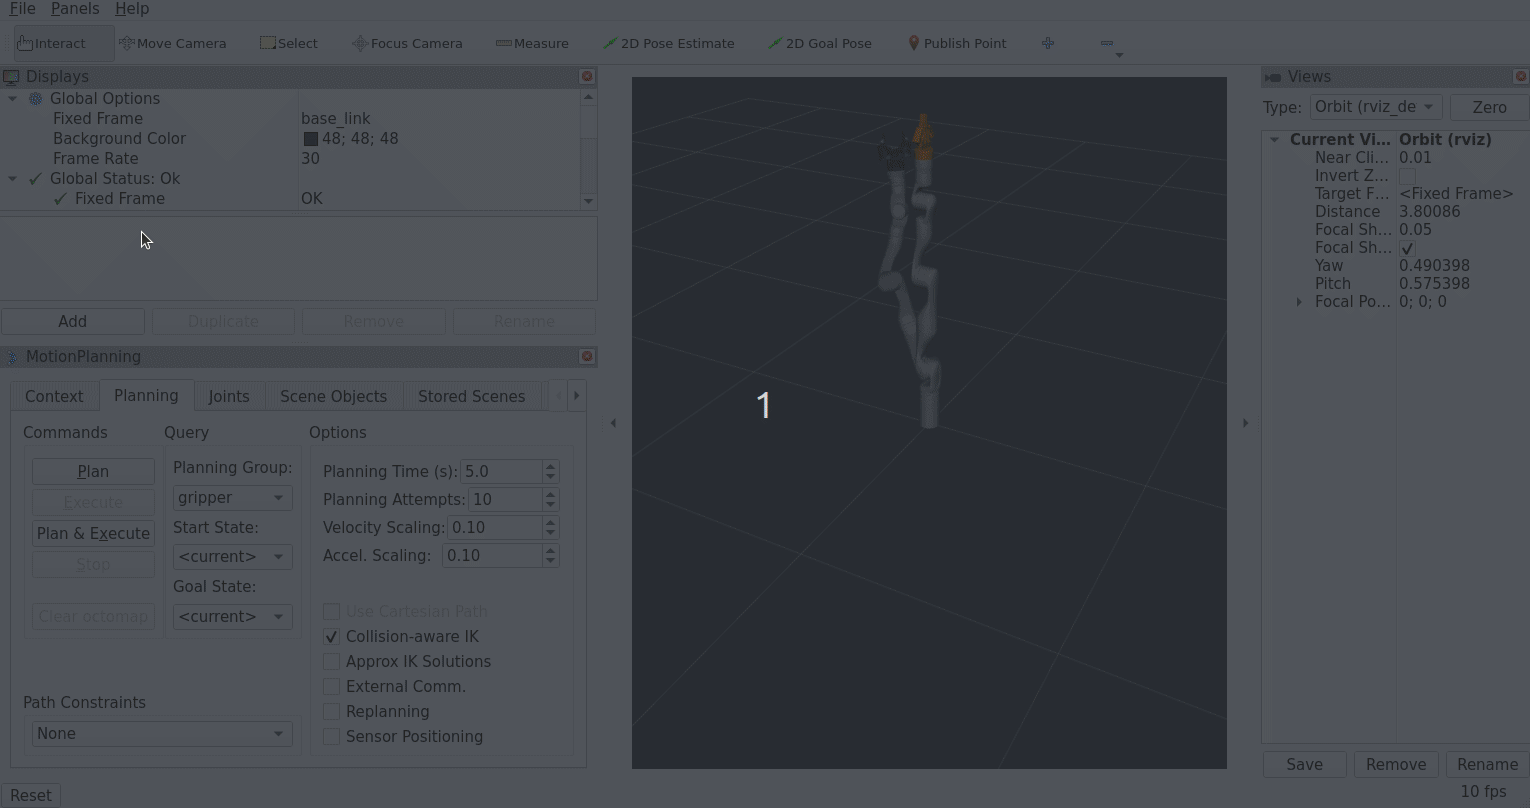 File Panels Help
Interact Move Camera Select Focus Camera Measure 2D Pose Estimate 2D Goal Pose Publish Point
Displays
Global Options
Fixed Frame base_link
Background Color 48; 48; 48
Frame Rate 30
Global Status: Ok
Fixed Frame OK
Add Duplicate Remove Rename
MotionPlanning
Context Planning Joints Scene Objects Stored Scenes
Commands Query Options
Plan
Execute
Plan & Execute
Stop
Clear octomap
Planning Group:
gripper
Start State:
<current>
Goal State:
<current>
Planning Time (s): 5.0
Planning Attempts: 10
Velocity Scaling: 0.10
Accel. Scaling: 0.10
Use Cartesian Path
Collision-aware IK
Approx IK Solutions
External Comm.
Replanning
Sensor Positioning
Path Constraints
None
Reset
1
Views
Type: Orbit (rviz_de Zero
Current Vi... Orbit (rviz)
Near Cli... 0.01
Invert Z...
Target F... <Fixed Frame>
Distance 3.80086
Focal Sh... 0.05
Focal Sh...
Yaw 0.490398
Pitch 0.575398
Focal Po... 0; 0; 0
Save Remove Rename
10 fps